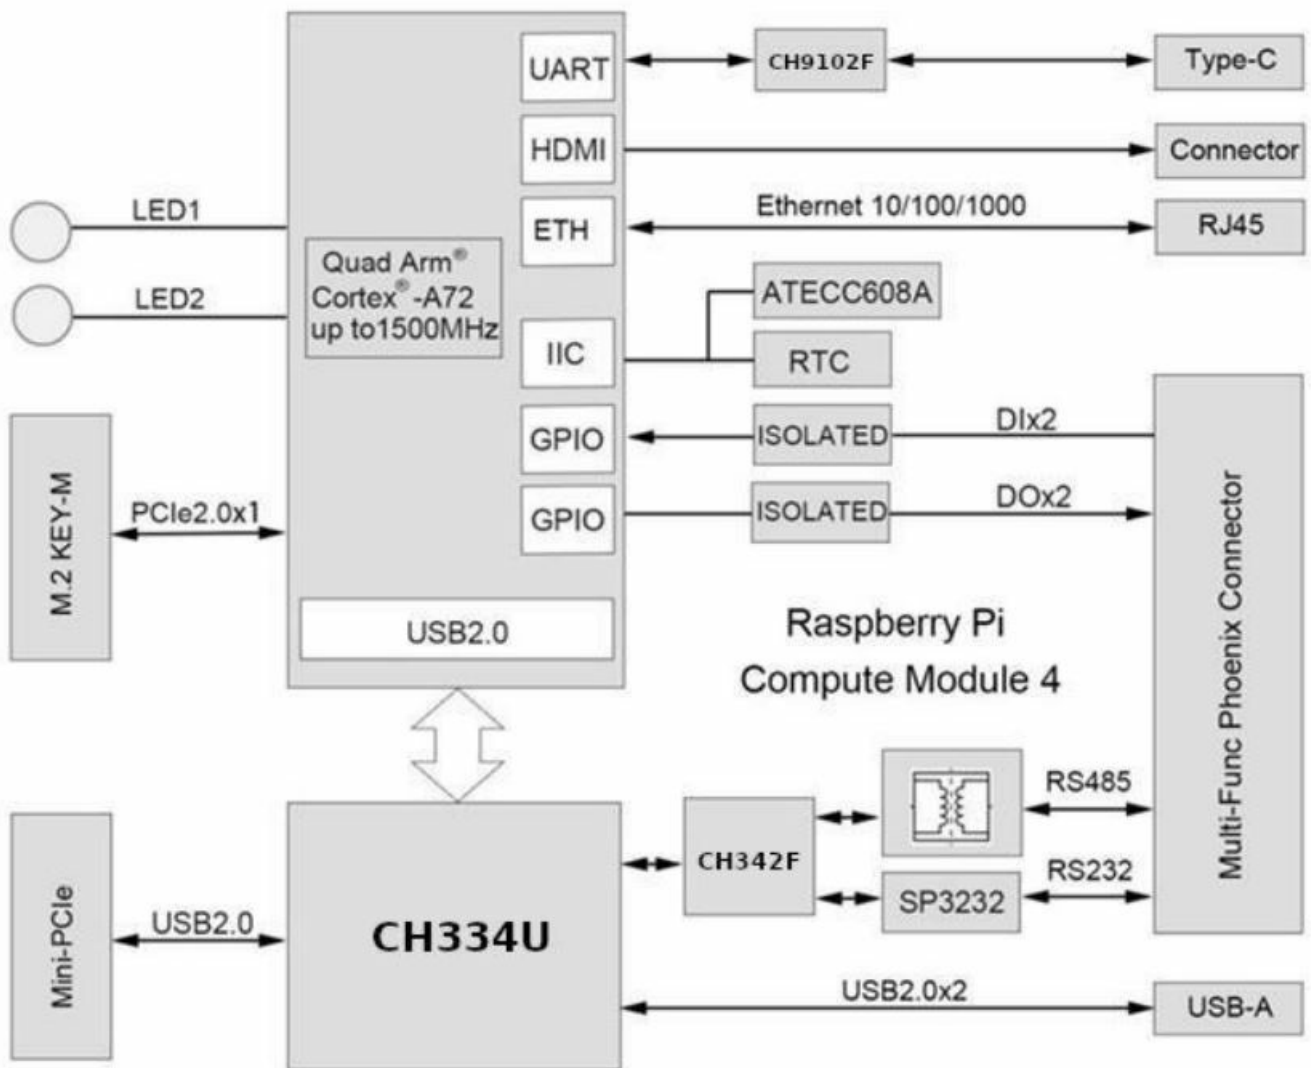 UART
CH9102F
Type-C
HDMI
Connector
LED1
ETH
Ethernet 10/100/1000
RJ45
Quad Arm®
Cortex®-A72
up to1500MHz
LED2
ATECC608A
IIC
RTC
GPIO
ISOLATED
DIx2
GPIO
ISOLATED
DOx2
M.2 KEY-M
PCIe2.0x1
USB2.0
Raspberry Pi
Compute Module 4
Multi-Func Phoenix Connector
RS485
CH342F
RS232
SP3232
Mini-PCIe
USB2.0
CH334U
USB2.0x2
USB-A